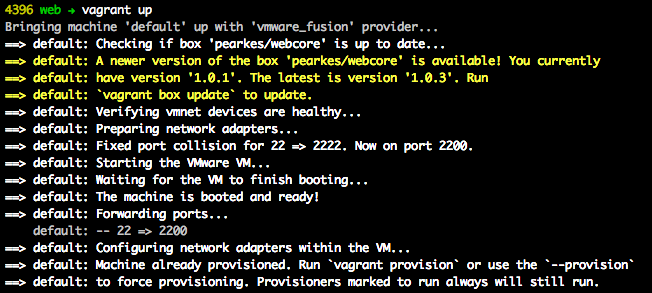 4396 web → vagrant up
Bringing machine 'default' up with 'vmware_fusion' provider...
==> default: Checking if box 'pearkes/webcore' is up to date...
==> default: A newer version of the box 'pearkes/webcore' is available! You currently
==> default: have version '1.0.1'. The latest is version '1.0.3'. Run
==> default: `vagrant box update` to update.
==> default: Verifying vmnet devices are healthy...
==> default: Preparing network adapters...
==> default: Fixed port collision for 22 => 2222. Now on port 2200.
==> default: Starting the VMware VM...
==> default: Waiting for the VM to finish booting...
==> default: The machine is booted and ready!
==> default: Forwarding ports...
    default: -- 22 => 2200
==> default: Configuring network adapters within the VM...
==> default: Machine already provisioned. Run `vagrant provision` or use the `--provision`
==> default: to force provisioning. Provisioners marked to run always will still run.